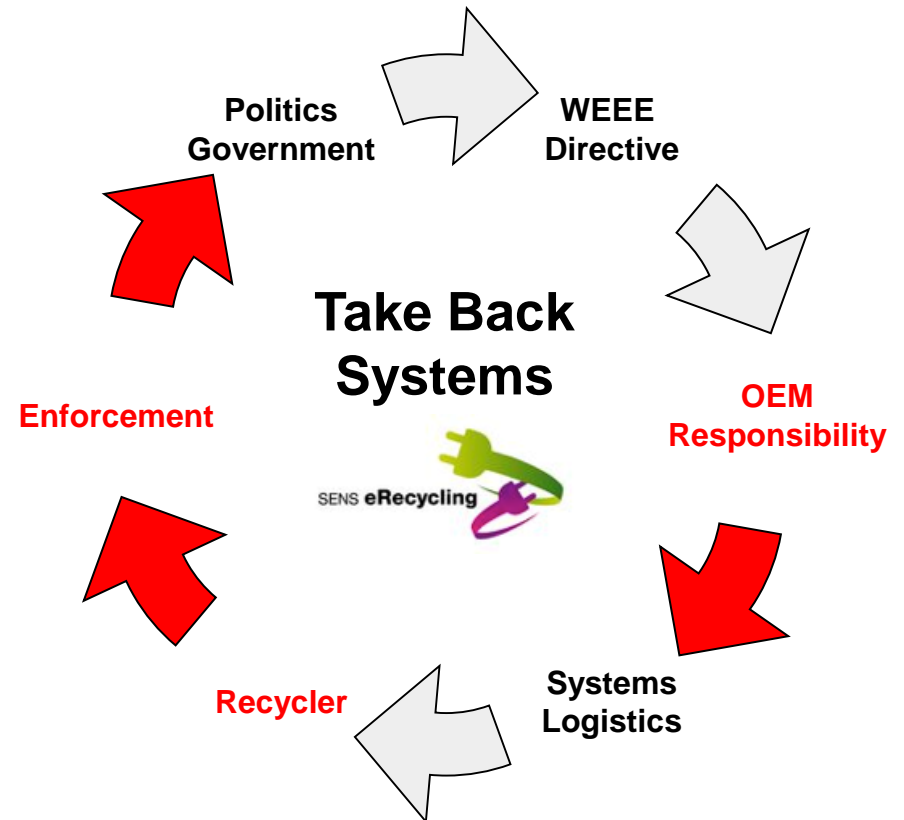 Politics
Government
WEEE
Directive
Take Back
Systems
Enforcement
OEM
Responsibility
SENS eRecycling
Systems
Logistics
Recycler